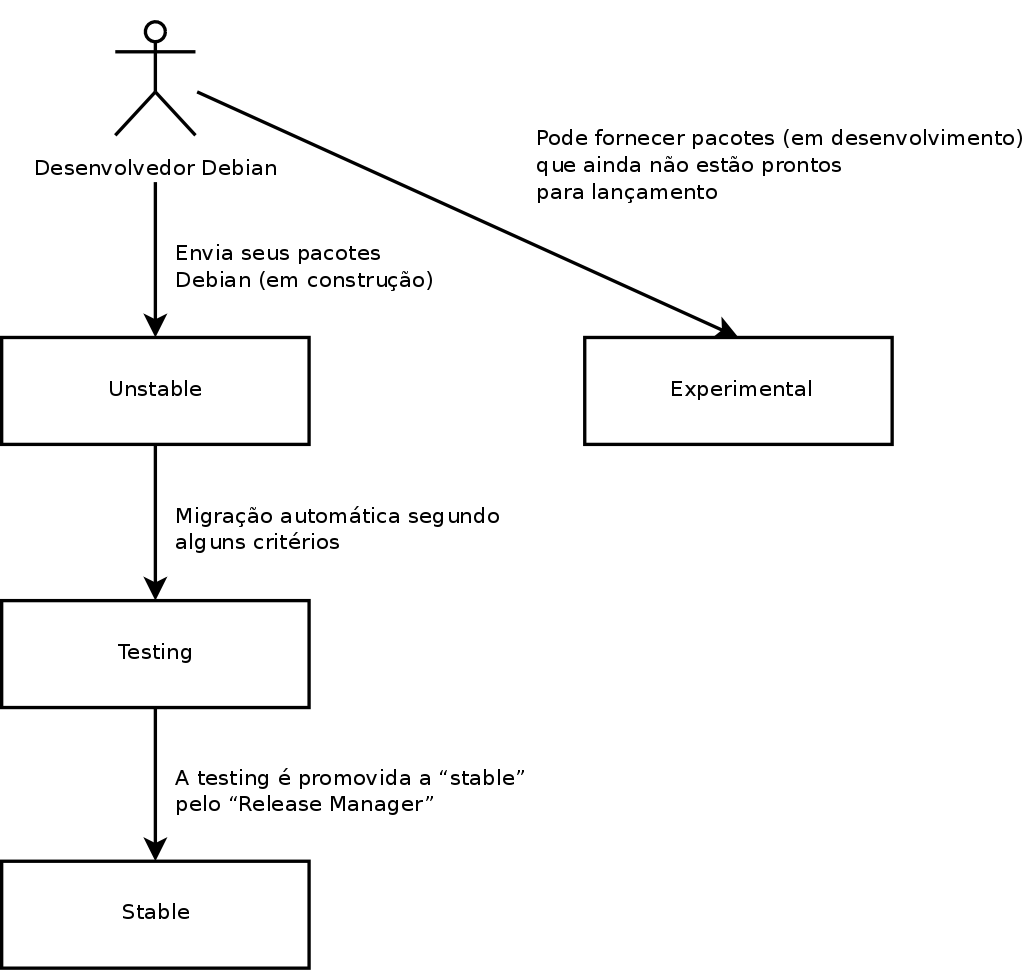 Desenvolvedor Debian
Pode fornecer pacotes (em desenvolvimento)
que ainda não estão prontos
para lançamento
Envia seus pacotes
Debian (em construção)
Unstable
Experimental
Migração automática segundo
alguns critérios
Testing
A testing é promovida a “stable”
pelo “Release Manager”
Stable